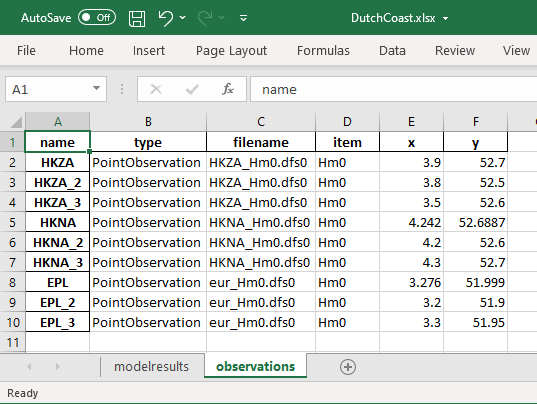 AutoSave Off DutchCoast.xlsx
File Home Insert Page Layout Formulas Data Review View
A1 fx name
A B C D E F
1 name type filename item x y
2 HKZA PointObservation HKZA_Hm0.dfs0 Hm0 3.9 52.7
3 HKZA_2 PointObservation HKZA_Hm0.dfs0 Hm0 3.8 52.5
4 HKZA_3 PointObservation HKZA_Hm0.dfs0 Hm0 3.5 52.6
5 HKNA PointObservation HKNA_Hm0.dfs0 Hm0 4.242 52.6887
6 HKNA_2 PointObservation HKNA_Hm0.dfs0 Hm0 4.2 52.6
7 HKNA_3 PointObservation HKNA_Hm0.dfs0 Hm0 4.3 52.7
8 EPL PointObservation eur_Hm0.dfs0 Hm0 3.276 51.999
9 EPL_2 PointObservation eur_Hm0.dfs0 Hm0 3.2 51.9
10 EPL_3 PointObservation eur_Hm0.dfs0 Hm0 3.3 51.95
11
modelresults observations
Ready